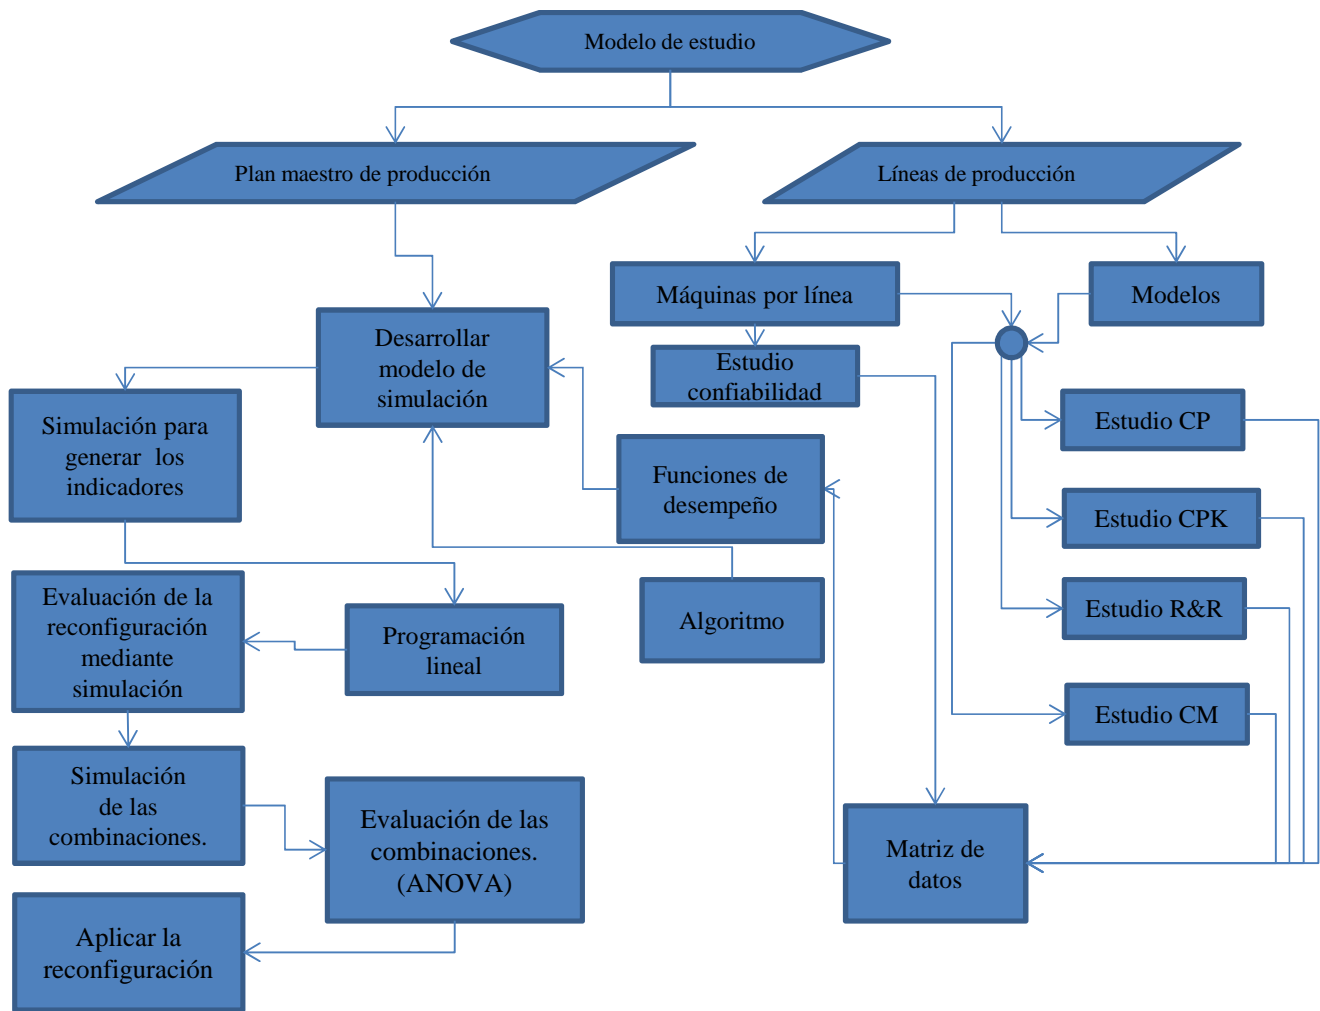 Modelo de estudio
Plan maestro de producción
Líneas de producción
Máquinas por línea
Modelos
Desarrollar
modelo de
simulación
Estudio
confiabilidad
Simulación para
generar los
indicadores
Estudio CP
Funciones de
desempeño
Estudio CPK
Evaluación de la
reconfiguración
mediante
simulación
Programación
lineal
Algoritmo
Estudio R&R
Estudio CM
Simulación
de las
combinaciones.
Evaluación de las
combinaciones.
(ANOVA)
Matriz de
datos
Aplicar la
reconfiguración